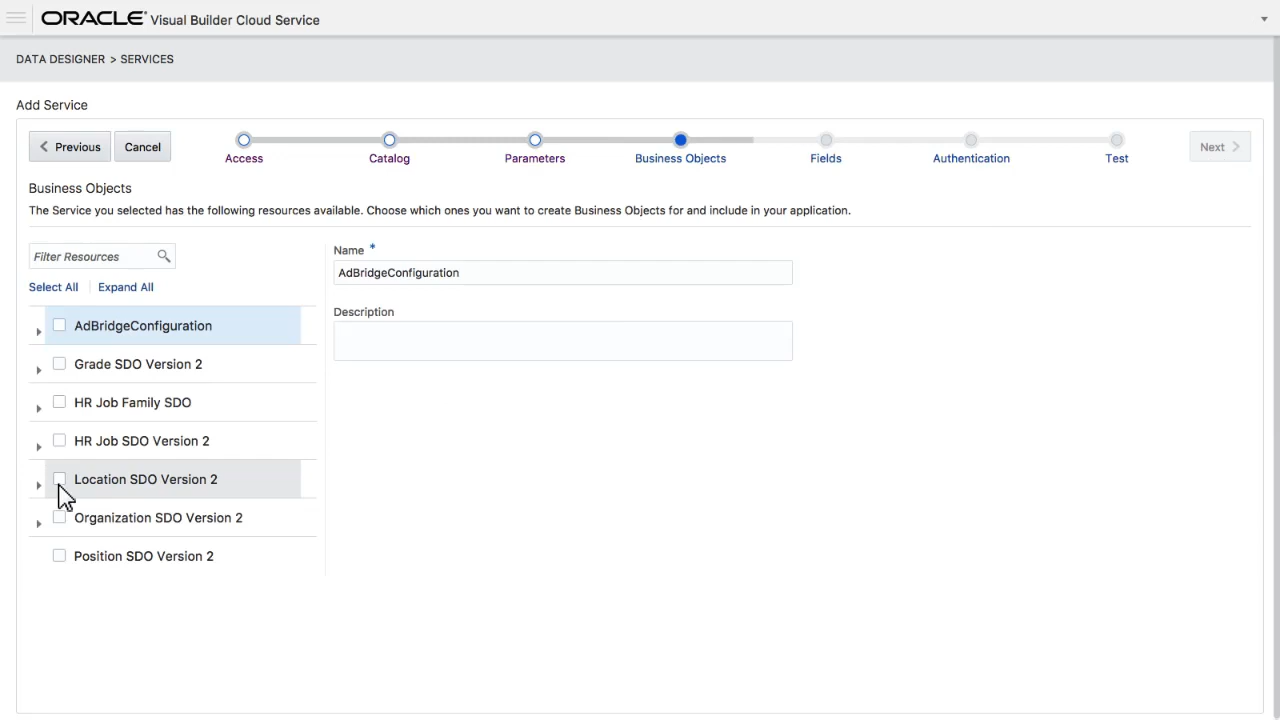 ORACLE® Visual Builder Cloud Service
DATA DESIGNER > SERVICES
Add Service
Previous
Cancel
Access
Catalog
Parameters
Business Objects
Fields
Authentication
Test
Next
Business Objects
The Service you selected has the following resources available. Choose which ones you want to create Business Objects for and include in your application.
Filter Resources
Select All
Expand All
AdBridgeConfiguration
Grade SDO Version 2
HR Job Family SDO
HR Job SDO Version 2
Location SDO Version 2
Organization SDO Version 2
Position SDO Version 2
Name *
AdBridgeConfiguration
Description